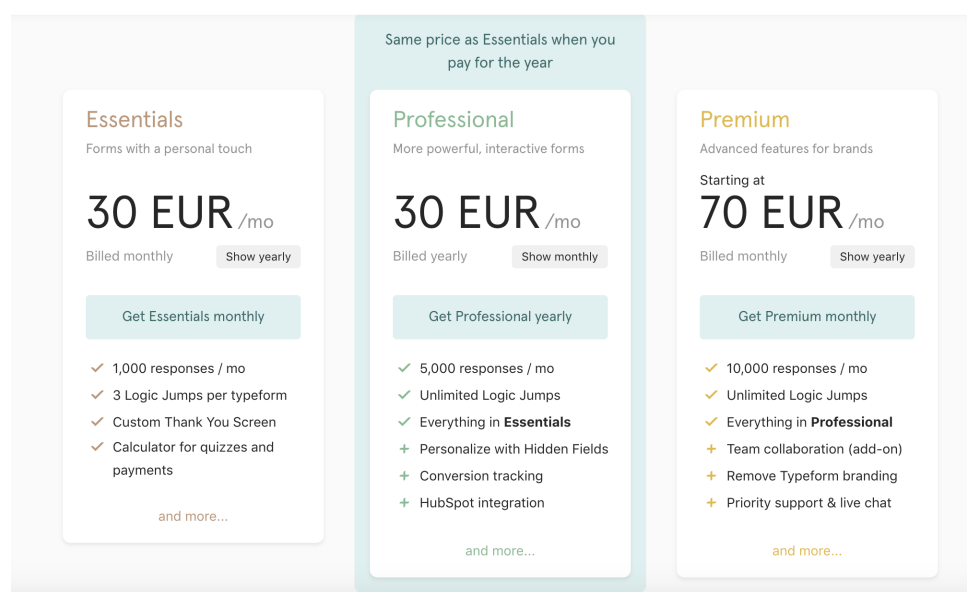 Same price as Essentials when you
pay for the year
Essentials
Forms with a personal touch
30 EUR /mo
Billed monthly Show yearly
Get Essentials monthly
1,000 responses / mo
3 Logic Jumps per typeform
Custom Thank You Screen
Calculator for quizzes and
payments
and more...
Professional
More powerful, interactive forms
30 EUR /mo
Billed yearly Show monthly
Get Professional yearly
5,000 responses / mo
Unlimited Logic Jumps
Everything in Essentials
Personalize with Hidden Fields
Conversion tracking
HubSpot integration
and more...
Premium
Advanced features for brands
Starting at
70 EUR /mo
Billed monthly Show yearly
Get Premium monthly
10,000 responses / mo
Unlimited Logic Jumps
Everything in Professional
Team collaboration (add-on)
Remove Typeform branding
Priority support & live chat
and more...